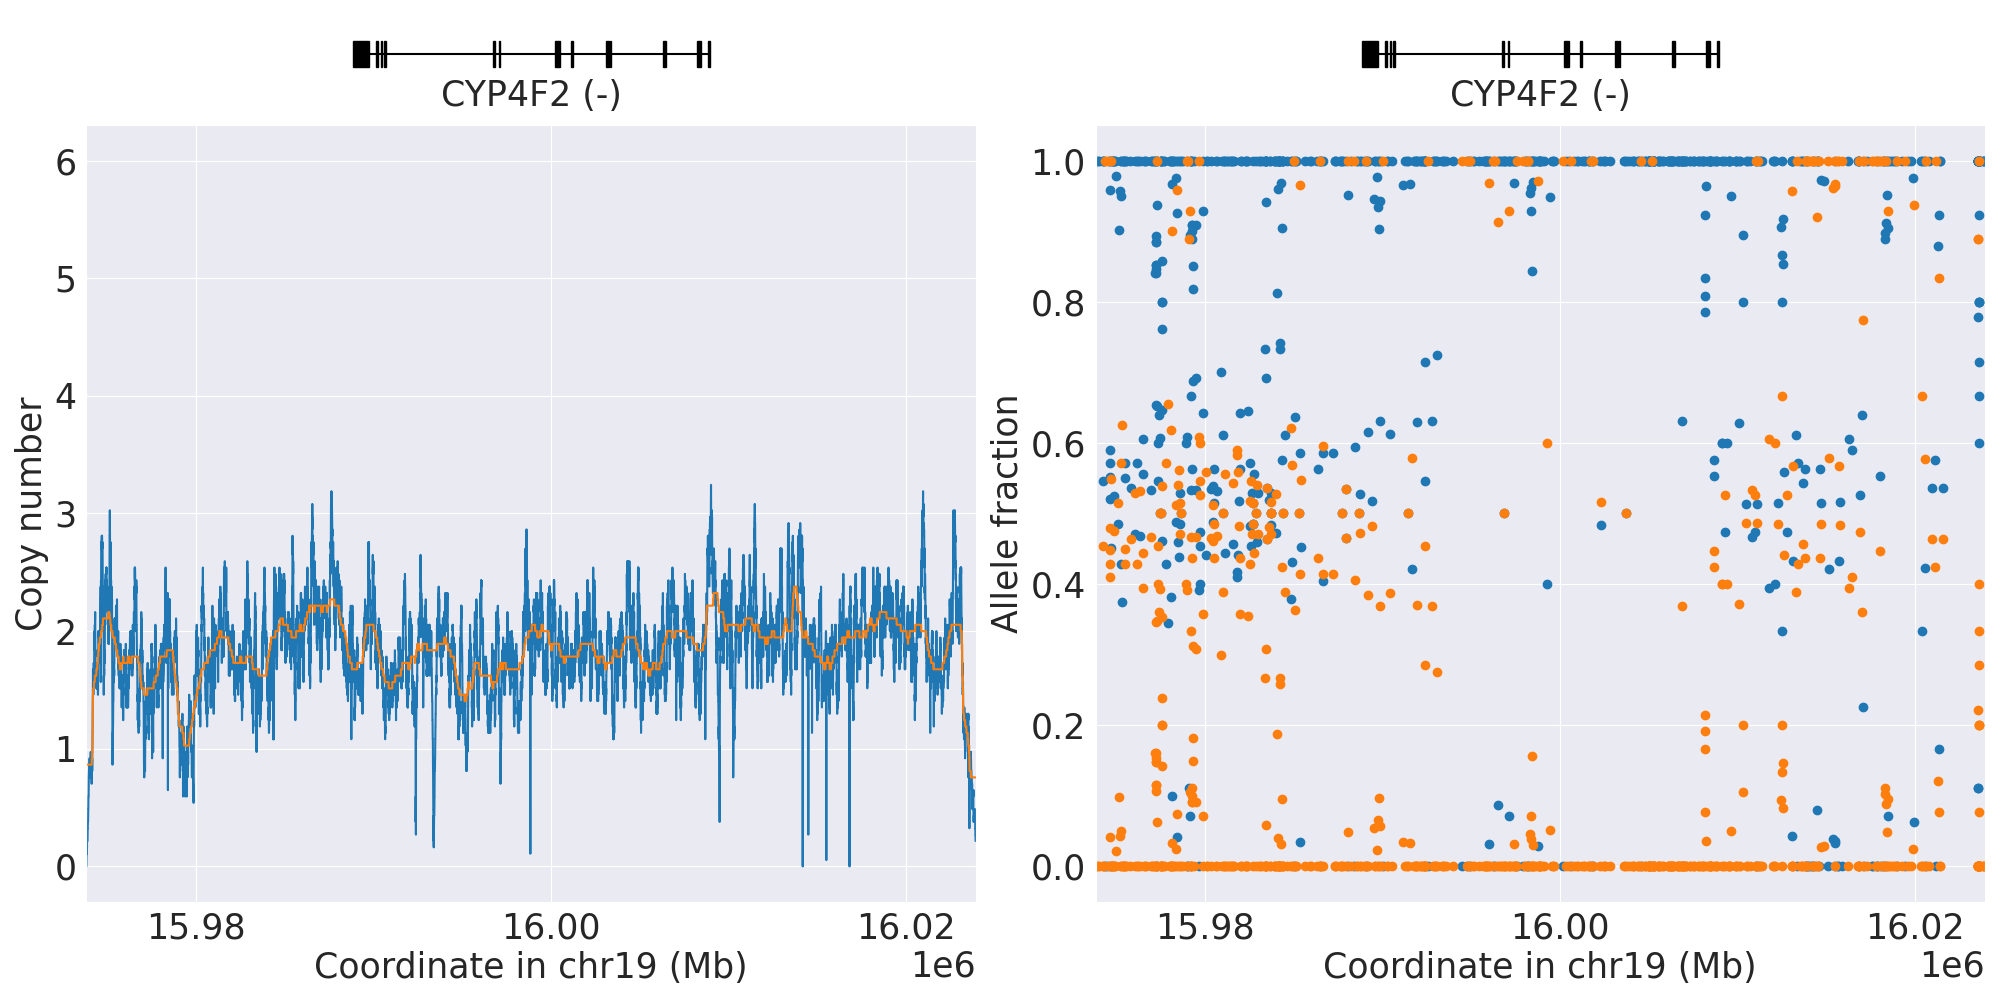 CYP4F2 (-)
Copy number
6
5
4
3
2
1
0
15.98
16.00
16.02
Coordinate in chr19 (Mb)
1e6
CYP4F2 (-)
Allele fraction
1.0
0.8
0.6
0.4
0.2
0.0
15.98
16.00
16.02
Coordinate in chr19 (Mb)
1e6